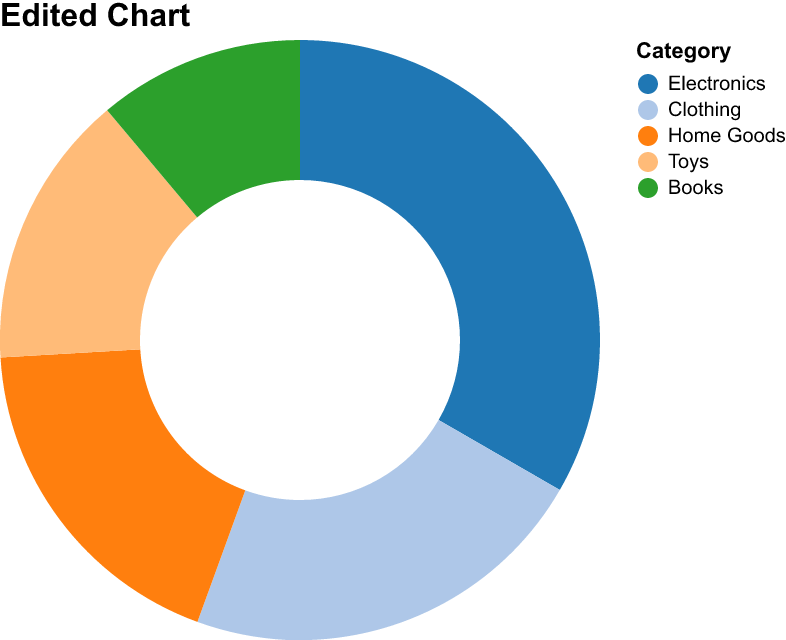 Edited Chart
Category
Electronics
Clothing
Home Goods
Toys
Books